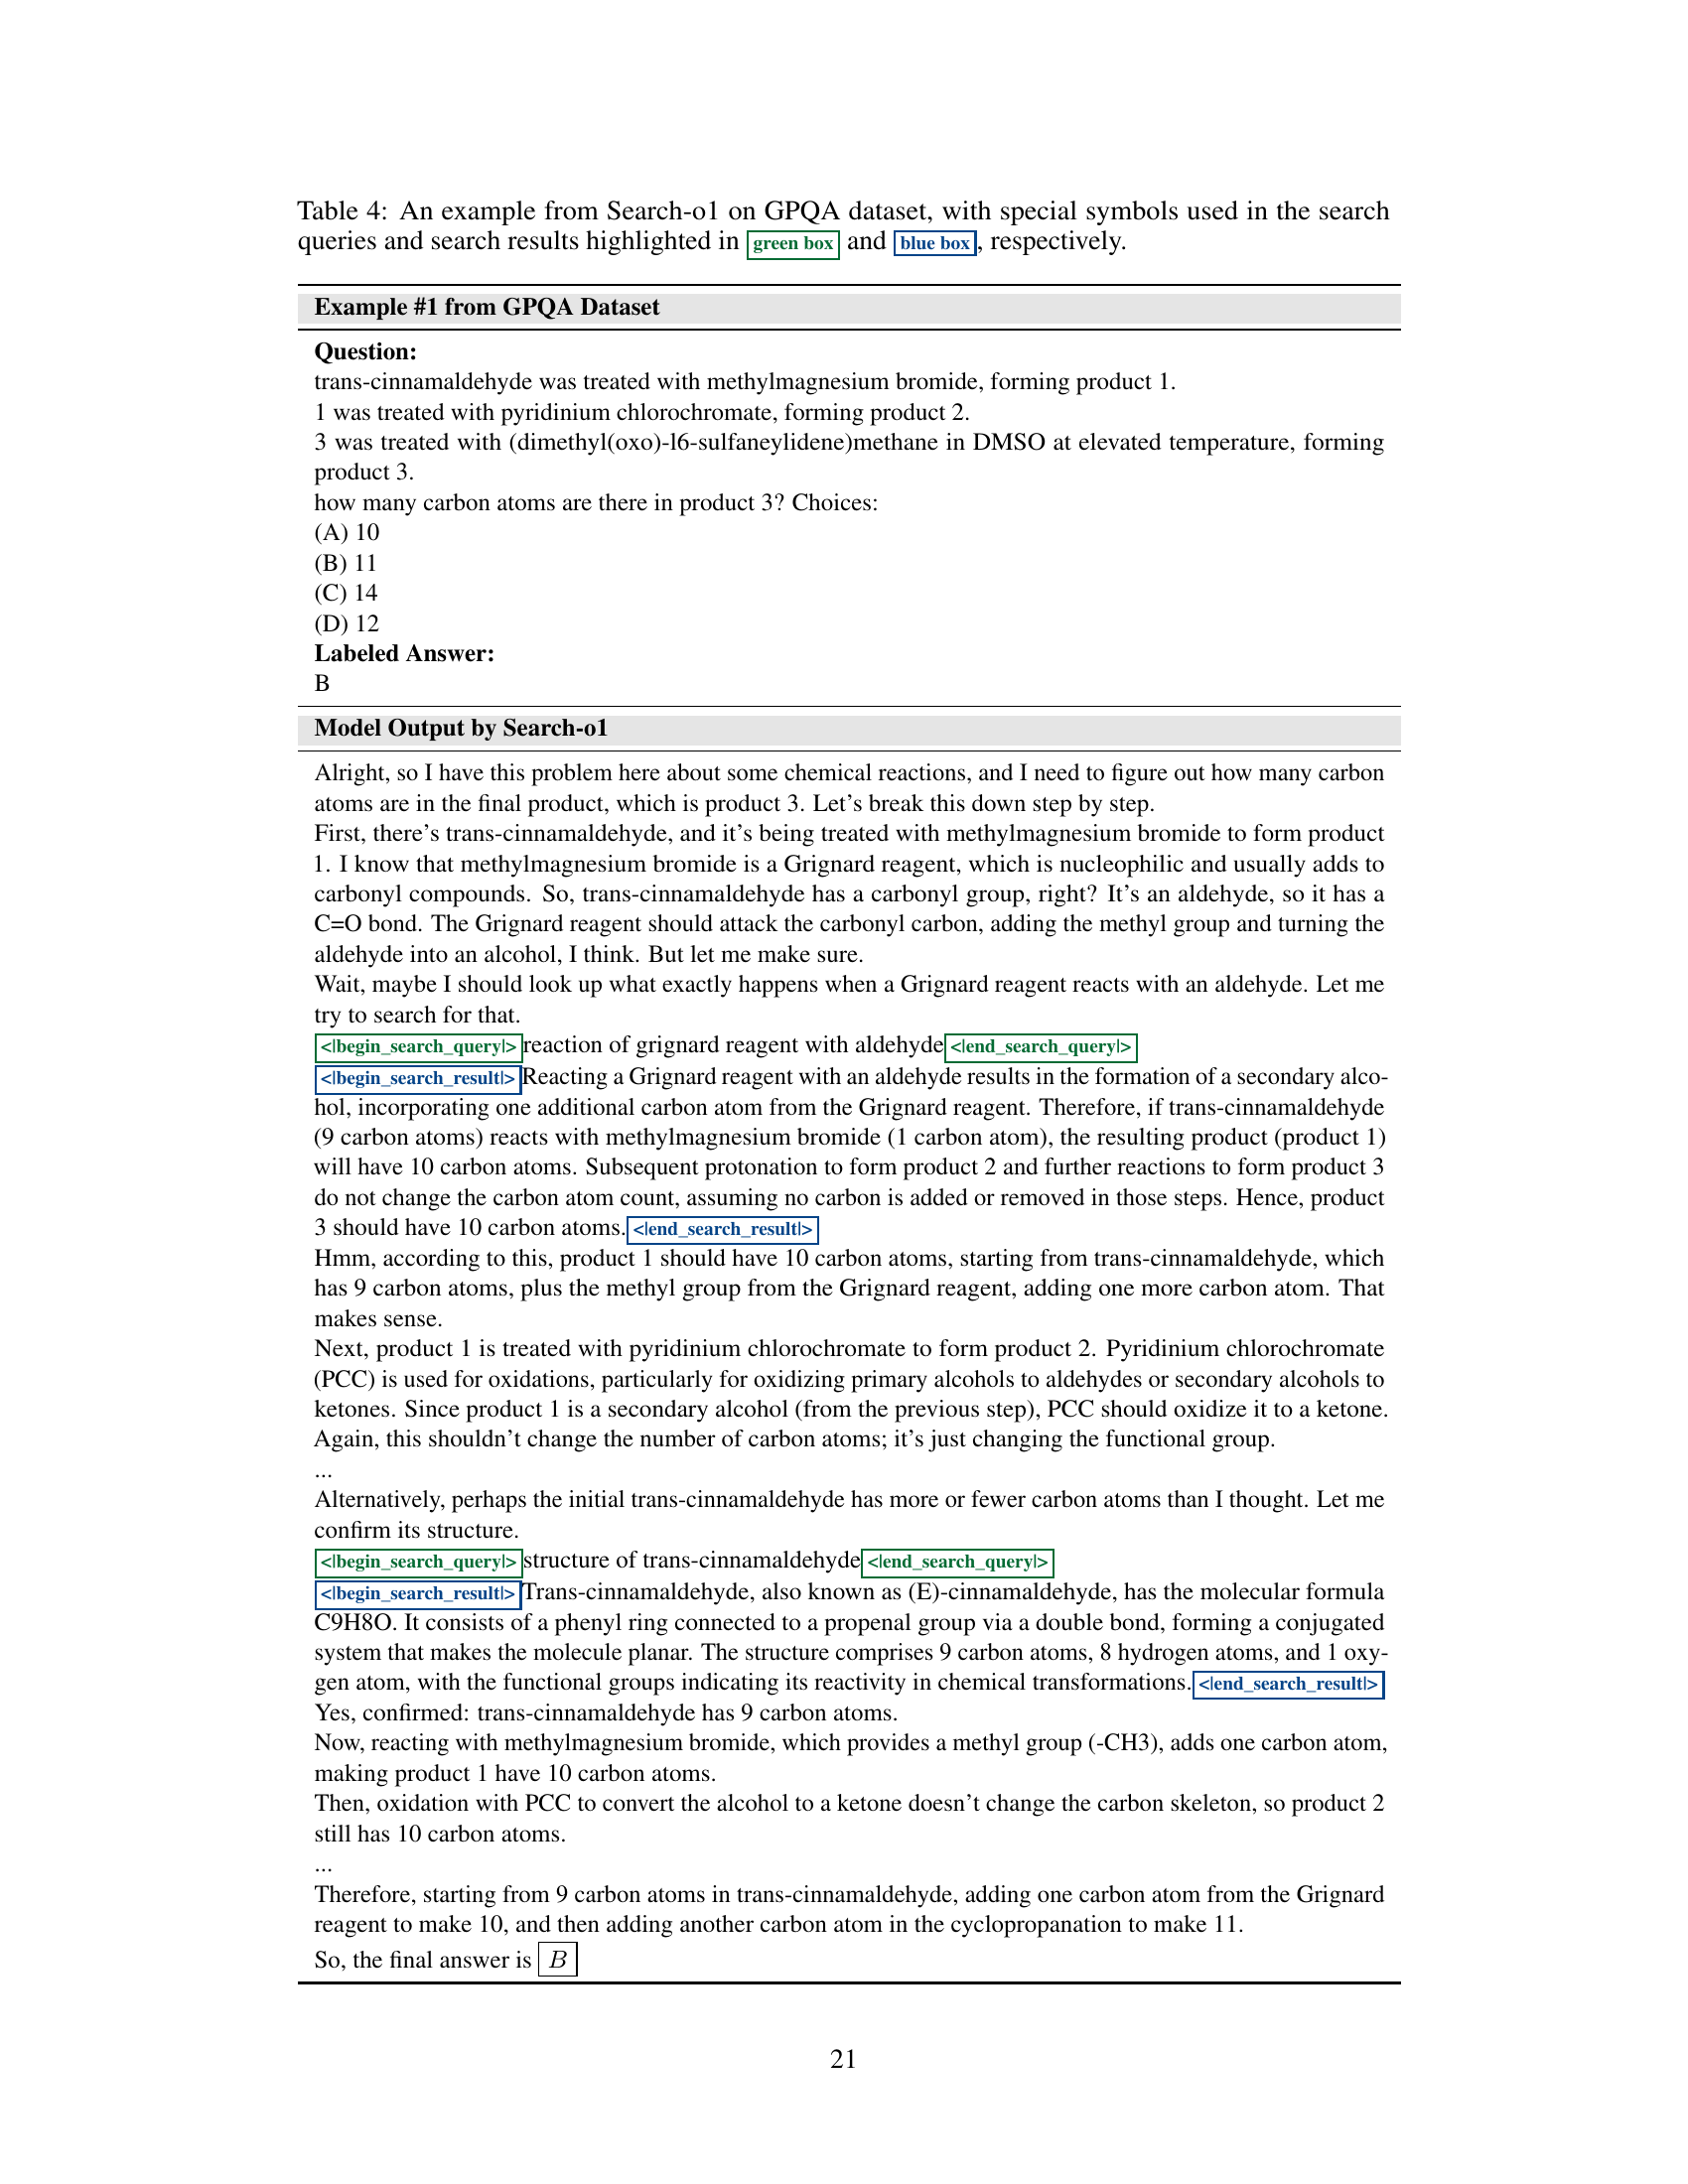 Table 4: An example from Search-o1 on GPQA dataset, with special symbols used in the search
queries and search results highlighted in green box and blue box, respectively.
Example #1 from GPQA Dataset
Question:
trans-cinnamaldehyde was treated with methylmagnesium bromide, forming product 1.
1 was treated with pyridinium chlorochromate, forming product 2.
3 was treated with (dimethyl(oxo)-l6-sulfaneylidene)methane in DMSO at elevated temperature, forming
product 3.
how many carbon atoms are there in product 3? Choices:
(A) 10
(B) 11
(C) 14
(D) 12
Labeled Answer:
B
Model Output by Search-o1
Alright, so I have this problem here about some chemical reactions, and I need to figure out how many carbon
atoms are in the final product, which is product 3. Let's break this down step by step.
First, there's trans-cinnamaldehyde, and it's being treated with methylmagnesium bromide to form product
1. I know that methylmagnesium bromide is a Grignard reagent, which is nucleophilic and usually adds to
carbonyl compounds. So, trans-cinnamaldehyde has a carbonyl group, right? It's an aldehyde, so it has a
C=O bond. The Grignard reagent should attack the carbonyl carbon, adding the methyl group and turning the
aldehyde into an alcohol, I think. But let me make sure.
Wait, maybe I should look up what exactly happens when a Grignard reagent reacts with an aldehyde. Let me
try to search for that.
<|begin_search_query|>reaction of grignard reagent with aldehyde<|end_search_query|>
<|begin_search_result|>Reacting a Grignard reagent with an aldehyde results in the formation of a secondary alco-
hol, incorporating one additional carbon atom from the Grignard reagent. Therefore, if trans-cinnamaldehyde
(9 carbon atoms) reacts with methylmagnesium bromide (1 carbon atom), the resulting product (product 1)
will have 10 carbon atoms. Subsequent protonation to form product 2 and further reactions to form product 3
do not change the carbon atom count, assuming no carbon is added or removed in those steps. Hence, product
3 should have 10 carbon atoms.<|end_search_result|>
Hmm, according to this, product 1 should have 10 carbon atoms, starting from trans-cinnamaldehyde, which
has 9 carbon atoms, plus the methyl group from the Grignard reagent, adding one more carbon atom. That
makes sense.
Next, product 1 is treated with pyridinium chlorochromate to form product 2. Pyridinium chlorochromate
(PCC) is used for oxidations, particularly for oxidizing primary alcohols to aldehydes or secondary alcohols to
ketones. Since product 1 is a secondary alcohol (from the previous step), PCC should oxidize it to a ketone.
Again, this shouldn't change the number of carbon atoms; it's just changing the functional group.
...
Alternatively, perhaps the initial trans-cinnamaldehyde has more or fewer carbon atoms than I thought. Let me
confirm its structure.
<|begin_search_query|>structure of trans-cinnamaldehyde<|end_search_query|>
<|begin_search_result|>Trans-cinnamaldehyde, also known as (E)-cinnamaldehyde, has the molecular formula
C9H8O. It consists of a phenyl ring connected to a propenal group via a double bond, forming a conjugated
system that makes the molecule planar. The structure comprises 9 carbon atoms, 8 hydrogen atoms, and 1 oxy-
gen atom, with the functional groups indicating its reactivity in chemical transformations.<|end_search_result|>
Yes, confirmed: trans-cinnamaldehyde has 9 carbon atoms.
Now, reacting with methylmagnesium bromide, which provides a methyl group (-CH3), adds one carbon atom,
making product 1 have 10 carbon atoms.
Then, oxidation with PCC to convert the alcohol to a ketone doesn't change the carbon skeleton, so product 2
still has 10 carbon atoms.
...
Therefore, starting from 9 carbon atoms in trans-cinnamaldehyde, adding one carbon atom from the Grignard
reagent to make 10, and then adding another carbon atom in the cyclopropanation to make 11.
So, the final answer is B
21